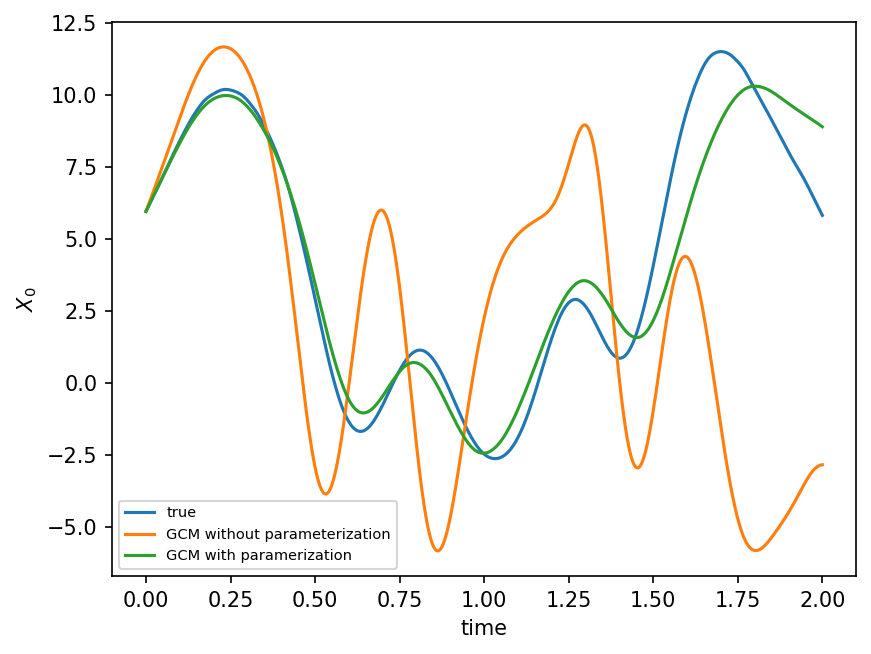 12.5
10.0
7.5
5.0
2.5
0.0
−2.5
−5.0
X₀
true
GCM without parameterization
GCM with paramerization
0.00 0.25 0.50 0.75 1.00 1.25 1.50 1.75 2.00
time